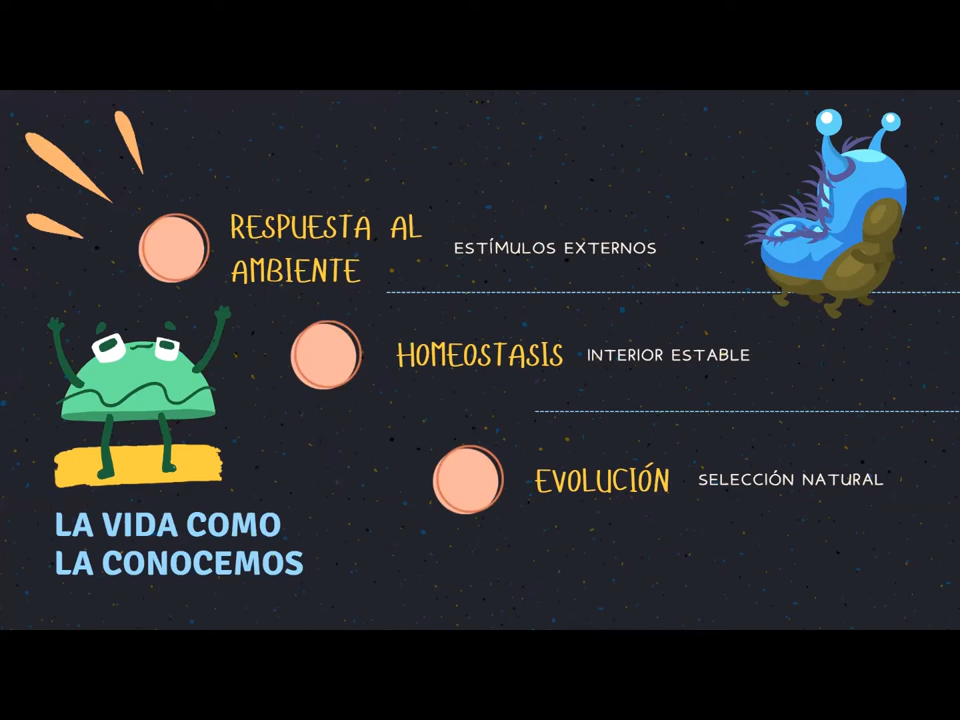 RESPUESTA AL
AMBIENTE
ESTÍMULOS EXTERNOS
HOMEOSTASIS
INTERIOR ESTABLE
EVOLUCIÓN
SELECCIÓN NATURAL
LA VIDA COMO
LA CONOCEMOS